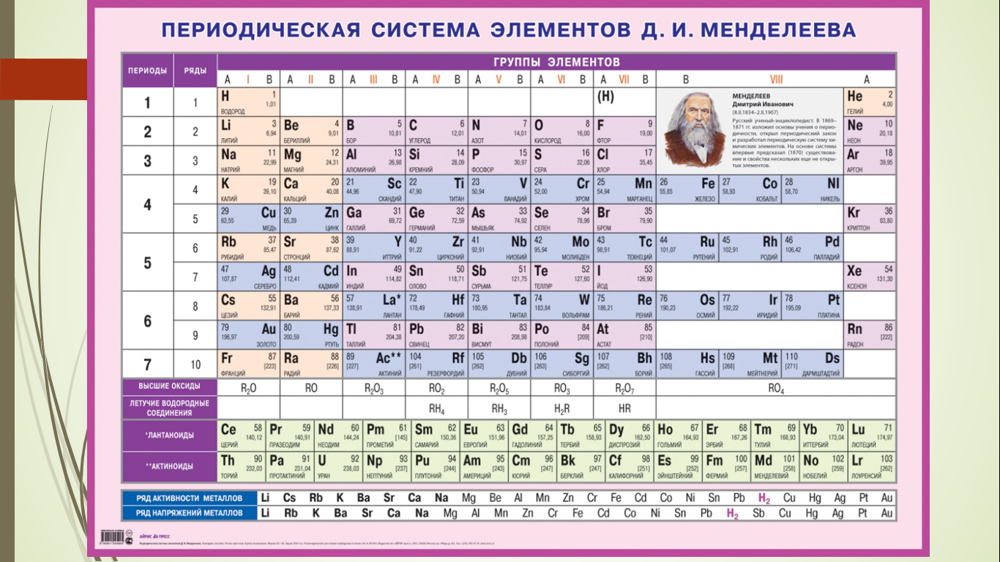 ПЕРИОДИЧЕСКАЯ СИСТЕМА ЭЛЕМЕНТОВ Д. И. МЕНДЕЛЕЕВА
ПЕРИОДЫ РЯДЫ ГРУППЫ ЭЛЕМЕНТОВ
A I B A II B A III B A IV B A V B A VI B A VII B B VIII A
1 1 H 1 1,01 ВОДОРОД (H) He 2 4,00 ГЕЛИЙ
МЕНДЕЛЕЕВ
Дмитрий Иванович
(8.II.1834–2.II.1907)
Русский ученый-энциклопедист. В 1869–
1871 гг. изложил основы учения о перио-
дичности, открыл периодический закон
и разработал периодическую систему хи-
мических элементов. На основе системы
впервые предсказал (1870) существова-
ние и свойства нескольких еще не откры-
тых элементов.
2 2 Li 3 6,94 ЛИТИЙ Be 4 9,01 БЕРИЛЛИЙ B 5 10,81 БОР C 6 12,01 УГЛЕРОД N 7 14,01 АЗОТ O 8 16,00 КИСЛОРОД F 9 19,00 ФТОР Ne 10 20,18 НЕОН
3 3 Na 11 22,99 НАТРИЙ Mg 12 24,31 МАГНИЙ Al 13 26,98 АЛЮМИНИЙ Si 14 28,09 КРЕМНИЙ P 15 30,97 ФОСФОР S 16 32,06 СЕРА Cl 17 35,45 ХЛОР Ar 18 39,95 АРГОН
4 4 K 19 39,10 КАЛИЙ Ca 20 40,08 КАЛЬЦИЙ 21 Sc 44,96 СКАНДИЙ 22 Ti 47,90 ТИТАН 23 V 50,94 ВАНАДИЙ 24 Cr 52,00 ХРОМ 25 Mn 54,94 МАРГАНЕЦ 26 Fe 55,85 ЖЕЛЕЗО 27 Co 58,93 КОБАЛЬТ 28 NI 58,70 НИКЕЛЬ
5 29 Cu 63,55 МЕДЬ 30 Zn 65,39 ЦИНК Ga 31 69,72 ГАЛЛИЙ Ge 32 72,59 ГЕРМАНИЙ As 33 74,92 МЫШЬЯК Se 34 78,96 СЕЛЕН Br 35 79,90 БРОМ Kr 36 83,80 КРИПТОН
5 6 Rb 37 85,47 РУБИДИЙ Sr 38 87,62 СТРОНЦИЙ 39 Y 88,91 ИТТРИЙ 40 Zr 91,22 ЦИРКОНИЙ 41 Nb 92,91 НИОБИЙ 42 Mo 95,94 МОЛИБДЕН 43 Tc 98,91 ТЕХНЕЦИЙ 44 Ru 101,07 РУТЕНИЙ 45 Rh 102,91 РОДИЙ 46 Pd 106,42 ПАЛЛАДИЙ
7 47 Ag 107,87 СЕРЕБРО 48 Cd 112,41 КАДМИЙ In 49 114,82 ИНДИЙ Sn 50 118,71 ОЛОВО Sb 51 121,75 СУРЬМА Te 52 127,60 ТЕЛЛУР I 53 126,90 ЙОД Xe 54 131,30 КСЕНОН
6 8 Cs 55 132,91 ЦЕЗИЙ Ba 56 137,33 БАРИЙ 57 La* 138,91 ЛАНТАН 72 Hf 178,49 ГАФНИЙ 73 Ta 180,95 ТАНТАЛ 74 W 183,84 ВОЛЬФРАМ 75 Re 186,21 РЕНИЙ 76 Os 190,23 ОСМИЙ 77 Ir 192,22 ИРИДИЙ 78 Pt 195,09 ПЛАТИНА
9 79 Au 196,97 ЗОЛОТО 80 Hg 200,59 РТУТЬ Tl 81 204,38 ТАЛЛИЙ Pb 82 207,20 СВИНЕЦ Bi 83 208,98 ВИСМУТ Po 84 [209] ПОЛОНИЙ At 85 [210] АСТАТ Rn 86 [222] РАДОН
7 10 Fr 87 [223] ФРАНЦИЙ Ra 88 [226] РАДИЙ 89 Ac** [227] АКТИНИЙ 104 Rf [261] РЕЗЕРФОРДИЙ 105 Db [262] ДУБНИЙ 106 Sg [263] СИБОРГИЙ 107 Bh [262] БОРИЙ 108 Hs [265] ГАССИЙ 109 Mt [268] МЕЙТНЕРИЙ 110 Ds [271] ДАРМШТАДТИЙ
ВЫСШИЕ ОКСИДЫ R₂O RO R₂O₃ RO₂ R₂O₅ RO₃ R₂O₇ RO₄
ЛЕТУЧИЕ ВОДОРОДНЫЕ СОЕДИНЕНИЯ RH₄ RH₃ H₂R HR
*ЛАНТАНОИДЫ Ce 58 140,12 ЦЕРИЙ Pr 59 140,91 ПРАЗЕОДИМ Nd 60 144,24 НЕОДИМ Pm 61 [145] ПРОМЕТИЙ Sm 62 150,36 САМАРИЙ Eu 63 151,96 ЕВРОПИЙ Gd 64 157,25 ГАДОЛИНИЙ Tb 65 158,93 ТЕРБИЙ Dy 66 162,50 ДИСПРОЗИЙ Ho 67 164,93 ГОЛЬМИЙ Er 68 167,26 ЭРБИЙ Tm 69 168,93 ТУЛИЙ Yb 70 173,04 ИТТЕРБИЙ Lu 71 174,97 ЛЮТЕЦИЙ
**АКТИНОИДЫ Th 90 232,03 ТОРИЙ Pa 91 231,04 ПРОТАКТИНИЙ U 92 238,03 УРАН Np 93 [237] НЕПТУНИЙ Pu 94 [244] ПЛУТОНИЙ Am 95 [243] АМЕРИЦИЙ Cm 96 [247] КЮРИЙ Bk 97 [247] БЕРКЛИЙ Cf 98 [251] КАЛИФОРНИЙ Es 99 [252] ЭЙНШТЕЙНИЙ Fm 100 [257] ФЕРМИЙ Md 101 [258] МЕНДЕЛЕВИЙ No 102 [259] НОБЕЛИЙ Lr 103 [262] ЛОУРЕНСИЙ
РЯД АКТИВНОСТИ МЕТАЛЛОВ Li Cs Rb K Ba Sr Ca Na Mg Be Al Mn Zn Cr Fe Cd Co Ni Sn Pb H₂ Cu Hg Ag Pt Au
РЯД НАПРЯЖЕНИЙ МЕТАЛЛОВ Li Rb K Ba Sr Ca Na Mg Al Mn Zn Cr Fe Cd Co Ni Sn Pb H₂ Sb Cu Hg Ag Pt Au
АЙРИС ПРЕСС